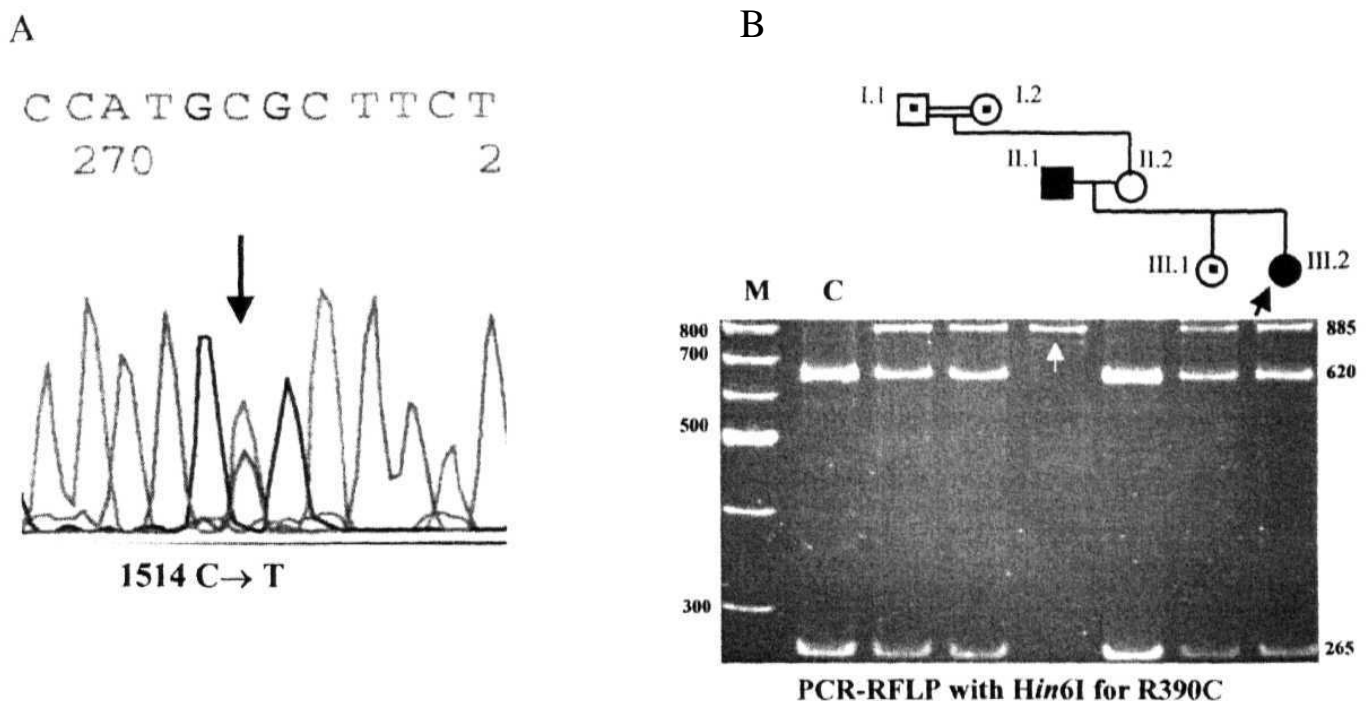 A
C C A T G C G C T T C T
270 2
1514 C→ T
B
I.1 I.2
II.1 II.2
III.1 III.2
M C
800 885
700 620
500
300
265
PCR-RFLP with Hin6I for R390C